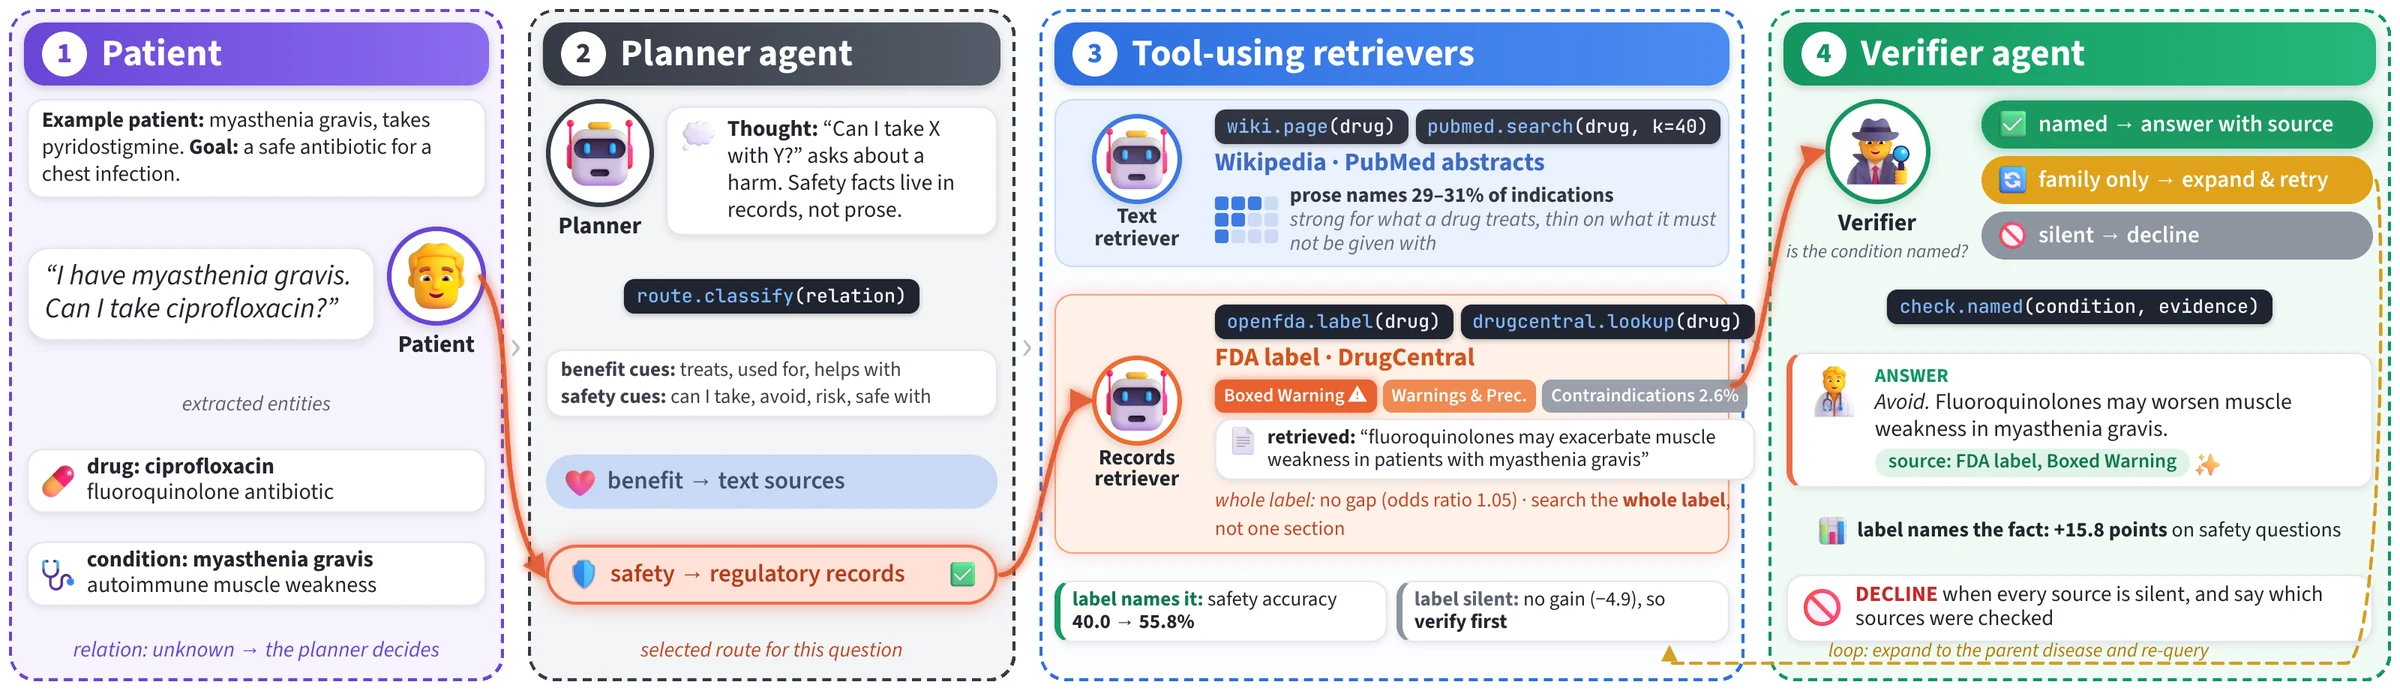 1 Patient
Example patient: myasthenia gravis, takes
pyridostigmine. Goal: a safe antibiotic for a
chest infection.
“I have myasthenia gravis.
Can I take ciprofloxacin?”
Patient
extracted entities
drug: ciprofloxacin
fluoroquinolone antibiotic
condition: myasthenia gravis
autoimmune muscle weakness
relation: unknown → the planner decides
2 Planner agent
Planner
Thought: “Can I take X
with Y?” asks about a
harm. Safety facts live in
records, not prose.
route.classify(relation)
benefit cues: treats, used for, helps with
safety cues: can I take, avoid, risk, safe with
benefit → text sources
safety → regulatory records
selected route for this question
3 Tool-using retrievers
Text
retriever
wiki.page(drug) pubmed.search(drug, k=40)
Wikipedia · PubMed abstracts
prose names 29–31% of indications
strong for what a drug treats, thin on what it must
not be given with
Records
retriever
openfda.label(drug) drugcentral.lookup(drug)
FDA label · DrugCentral
Boxed Warning Warnings & Prec. Contraindications 2.6%
retrieved: “fluoroquinolones may exacerbate muscle
weakness in patients with myasthenia gravis”
whole label: no gap (odds ratio 1.05) · search the whole label,
not one section
label names it: safety accuracy
40.0 → 55.8%
label silent: no gain (−4.9), so
verify first
4 Verifier agent
Verifier
is the condition named?
named → answer with source
family only → expand & retry
silent → decline
check.named(condition, evidence)
ANSWER
Avoid. Fluoroquinolones may worsen muscle
weakness in myasthenia gravis.
source: FDA label, Boxed Warning
label names the fact: +15.8 points on safety questions
DECLINE when every source is silent, and say which
sources were checked
loop: expand to the parent disease and re-query